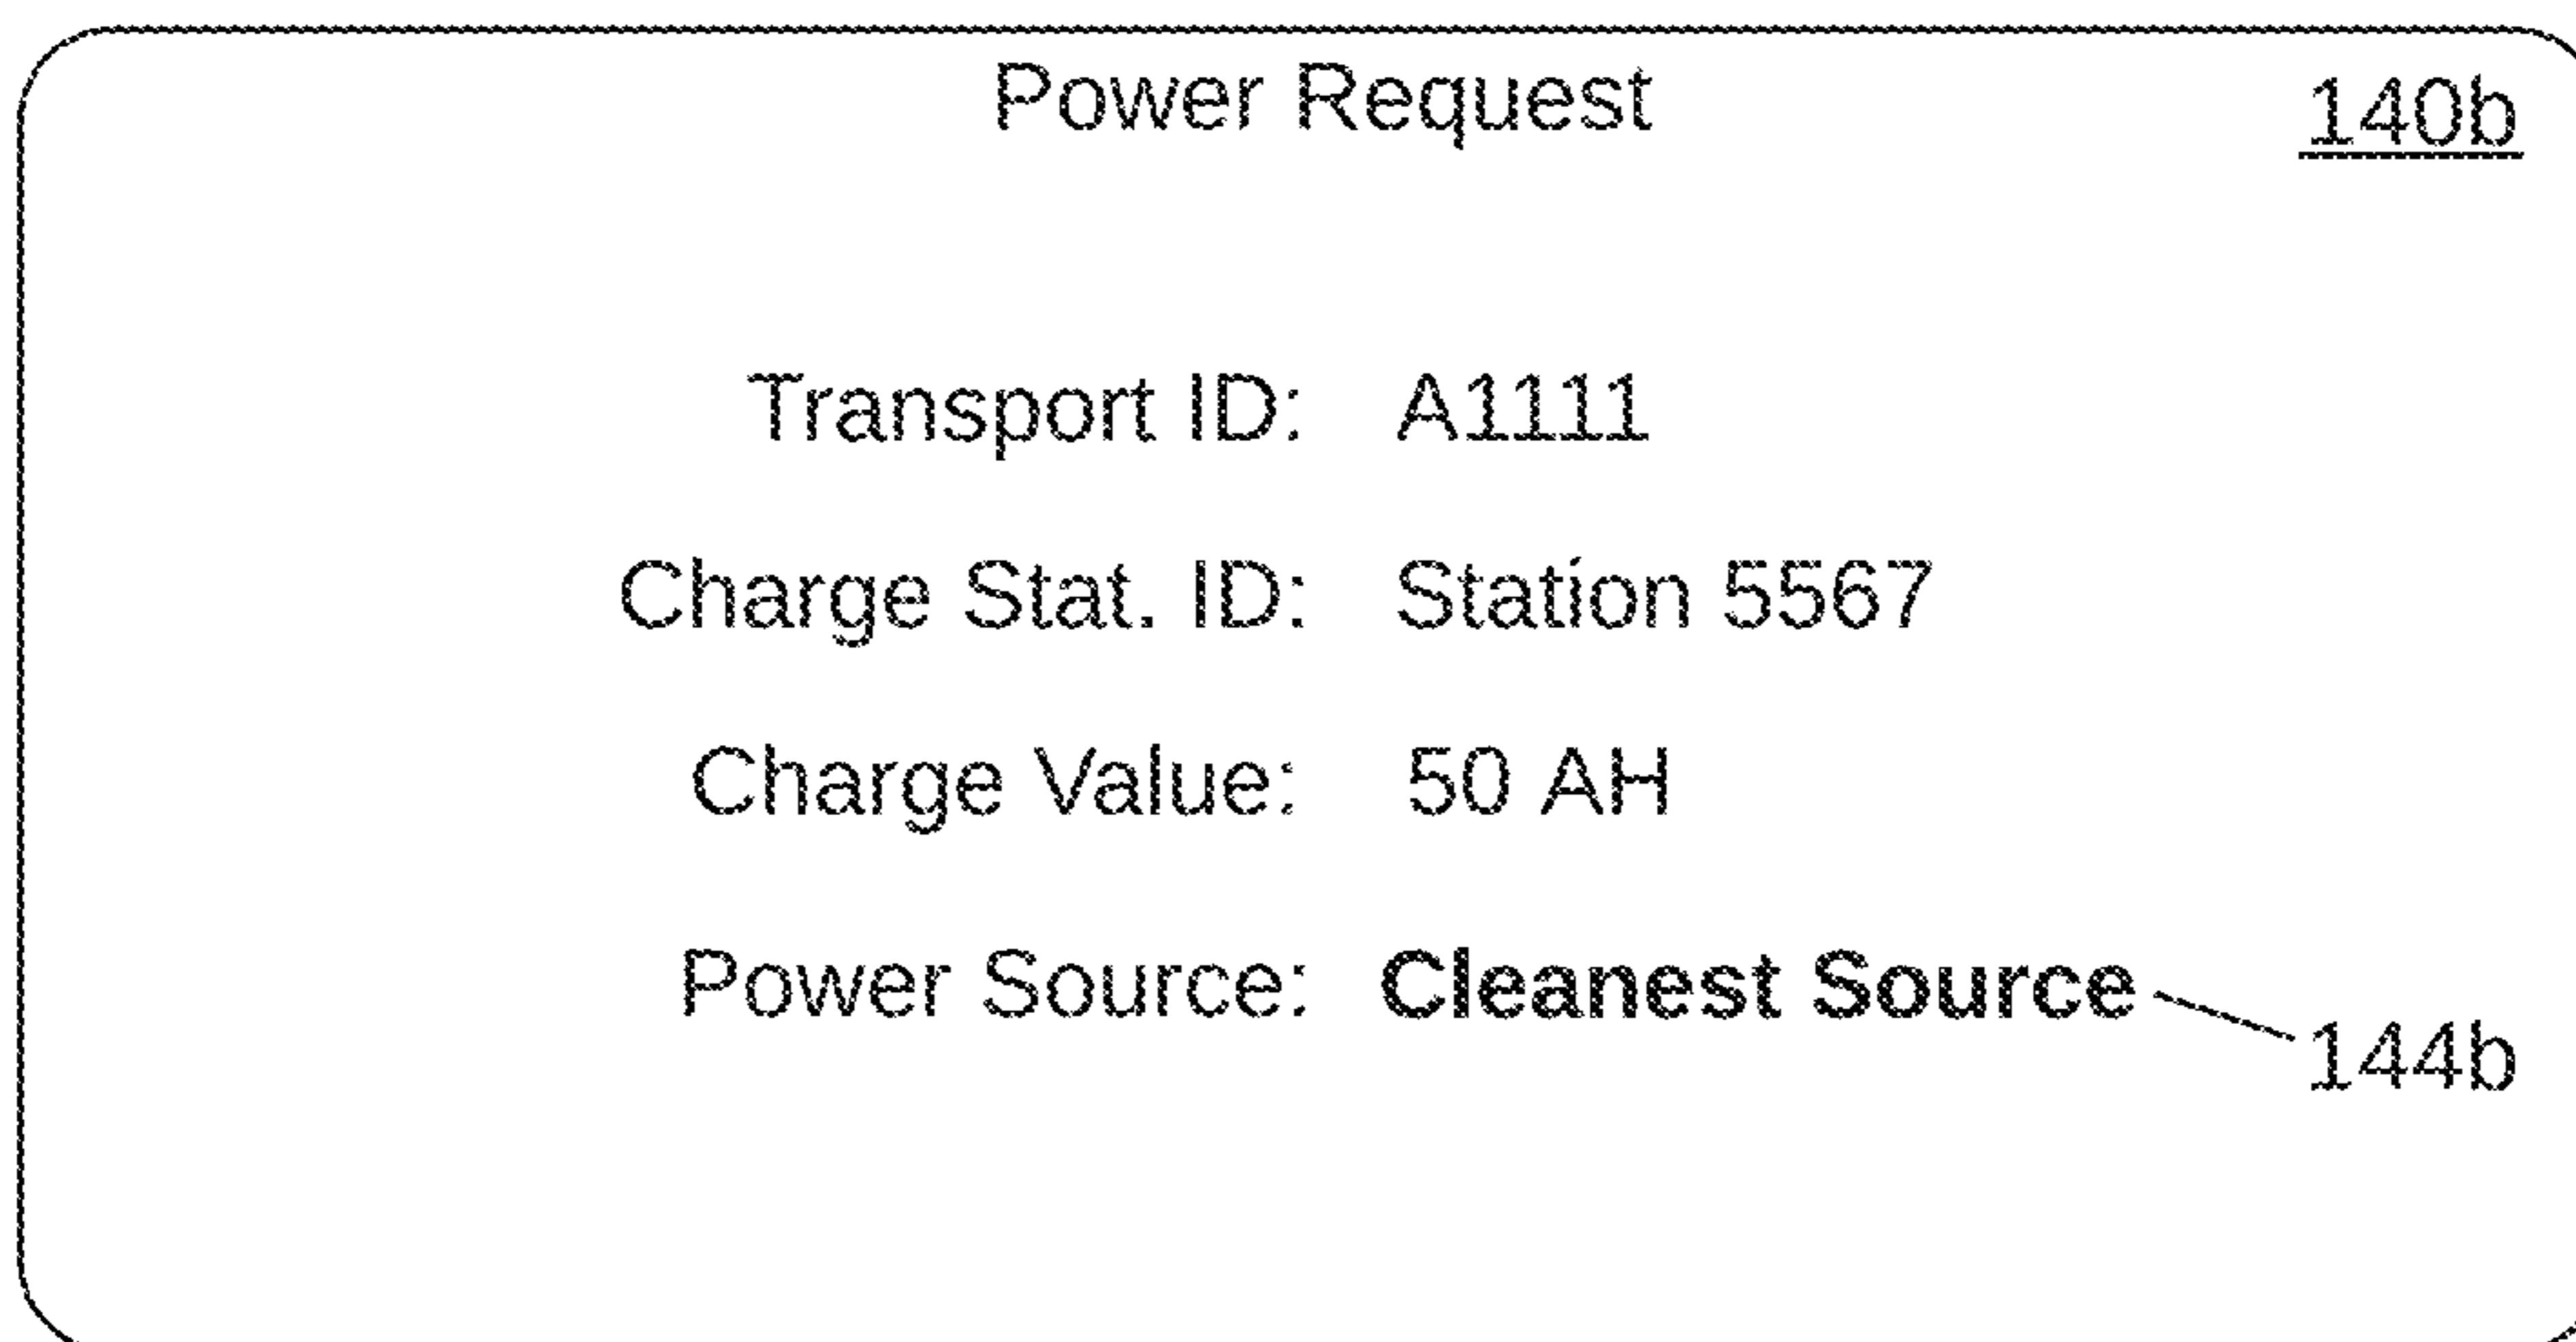 Power Request 140b
Transport ID: A1111
Charge Stat. ID: Station 5567
Charge Value: 50 AH
Power Source: Cleanest Source
144b